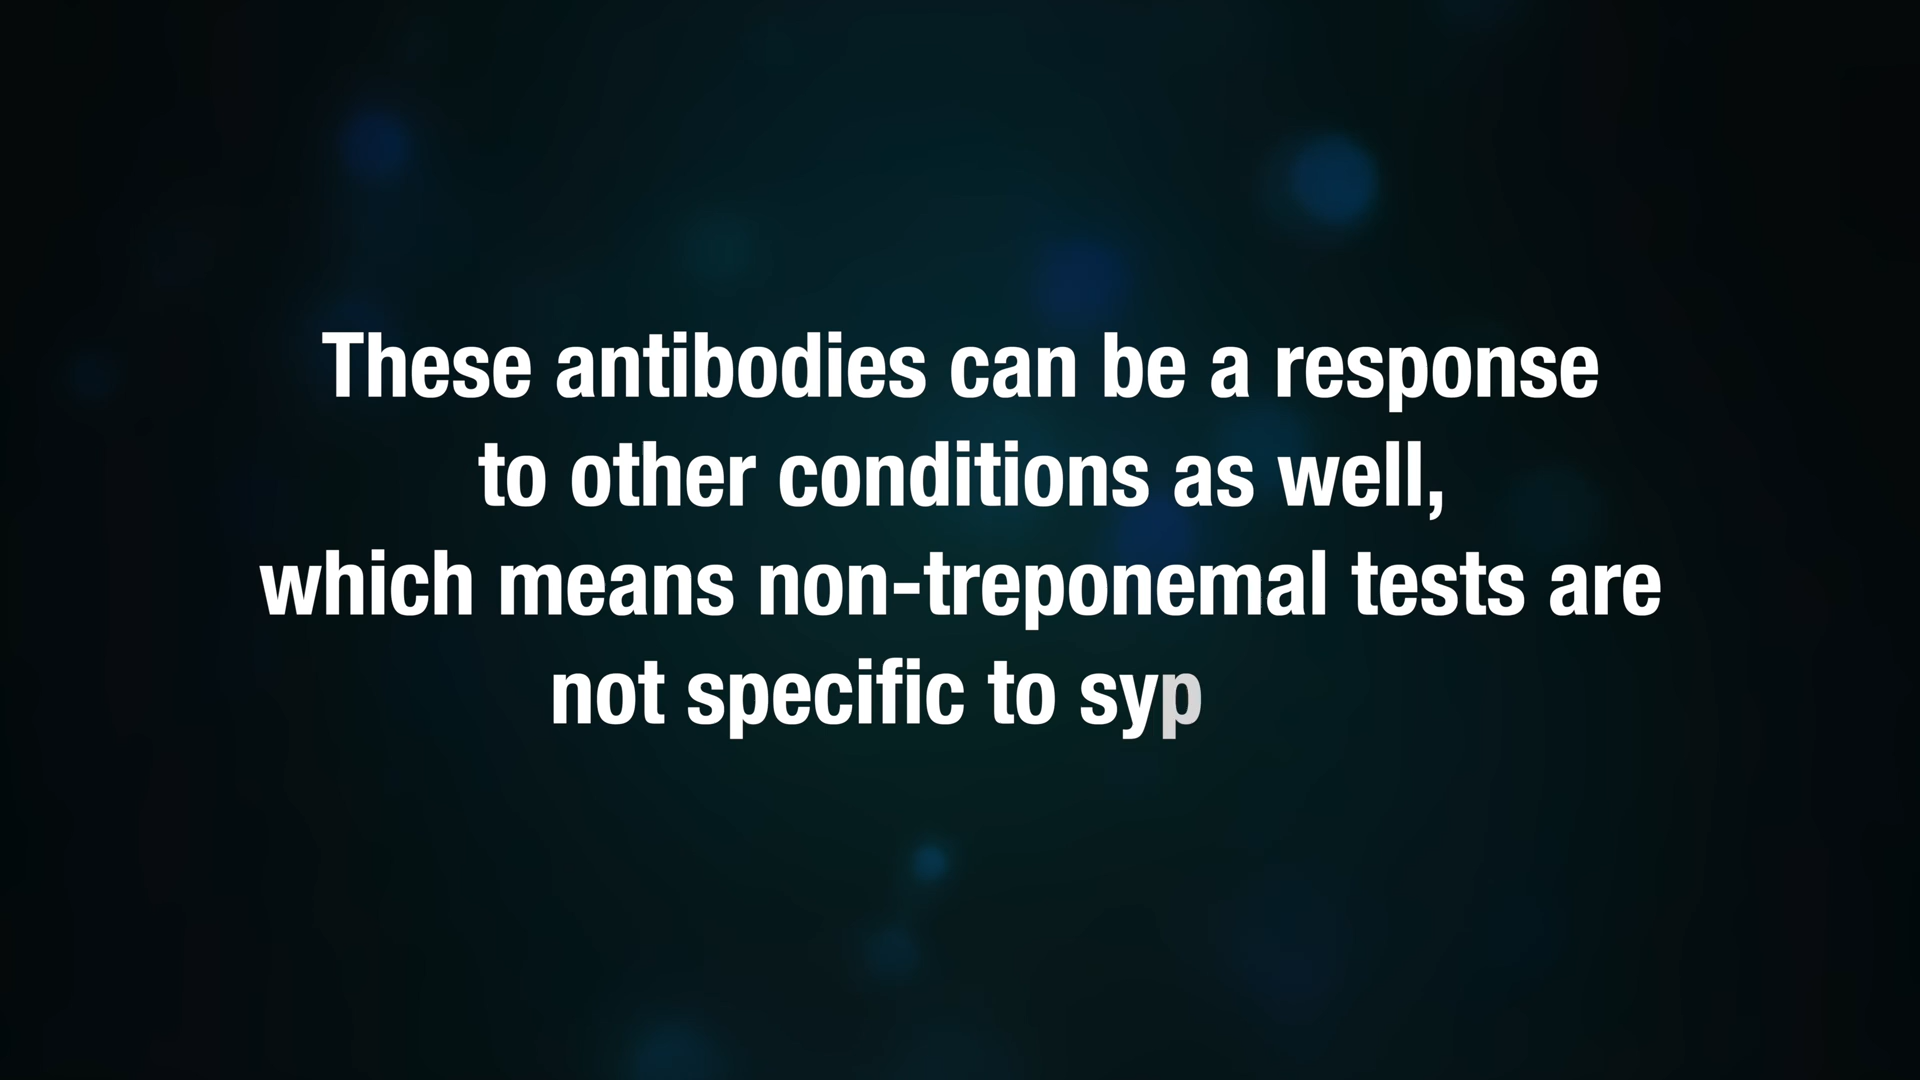 These antibodies can be a response
to other conditions as well,
which means non-treponemal tests are
not specific to syp